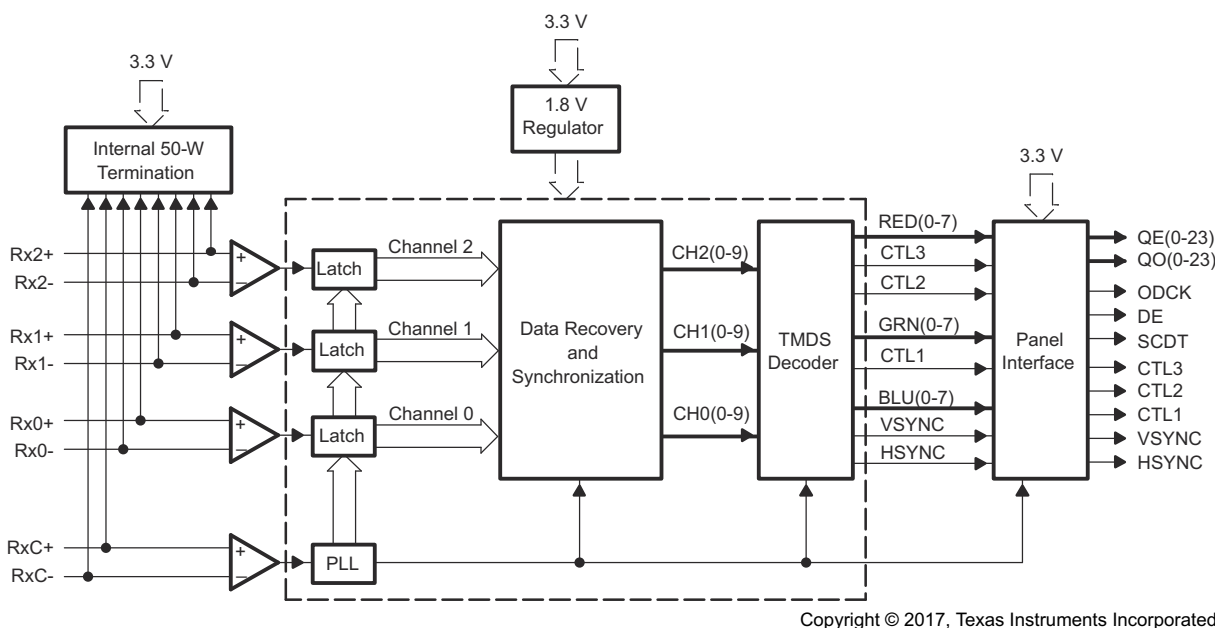 3.3 V
3.3 V
1.8 V
Regulator
Internal 50-W
Termination
3.3 V
Rx2+
Rx2-
Rx1+
Rx1-
Rx0+
Rx0-
RxC+
RxC-
+
−
+
−
+
−
+
−
Latch
Latch
Latch
PLL
Channel 2
Channel 1
Channel 0
Data Recovery
and
Synchronization
CH2(0-9)
CH1(0-9)
CH0(0-9)
TMDS
Decoder
RED(0-7)
CTL3
CTL2
GRN(0-7)
CTL1
BLU(0-7)
VSYNC
HSYNC
Panel
Interface
QE(0-23)
QO(0-23)
ODCK
DE
SCDT
CTL3
CTL2
CTL1
VSYNC
HSYNC
Copyright © 2017, Texas Instruments Incorporated